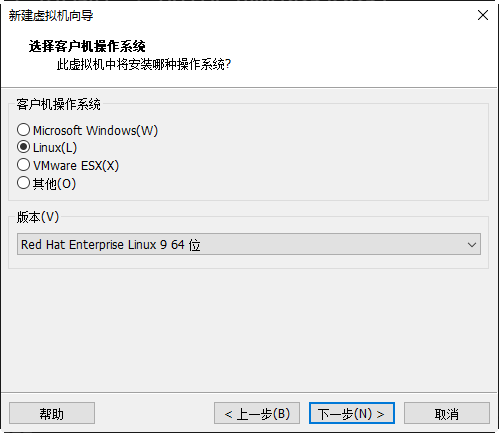 新建虚拟机向导
选择客户机操作系统
此虚拟机中将安装哪种操作系统?
客户机操作系统
Microsoft Windows(W)
Linux(L)
VMware ESX(X)
其他(O)
版本(V)
Red Hat Enterprise Linux 9 64 位
帮助
< 上一步(B)
下一步(N) >
取消